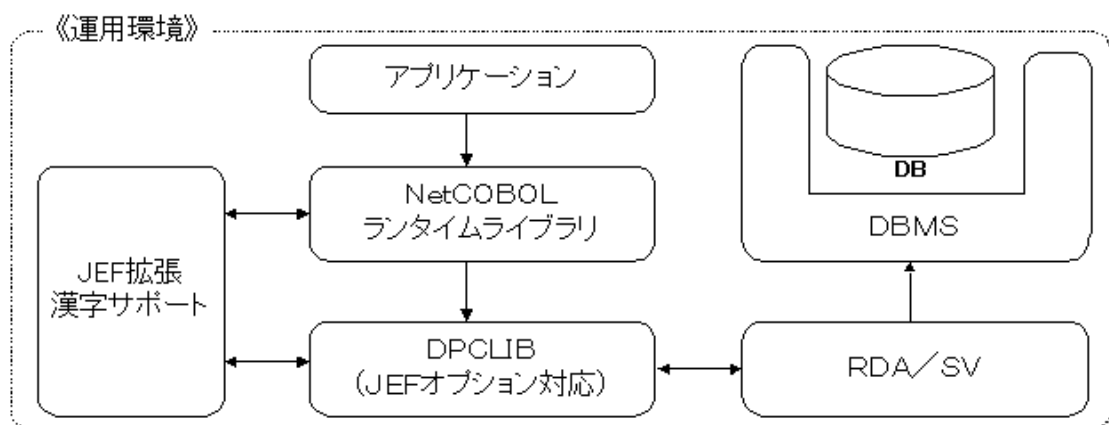 《運用環境》
アプリケーション
DB
NetCOBOL
ランタイムライブラリ
DBMS
JEF拡張
漢字サポート
DPCLIB
(JEFオプション対応)
RDA/SV